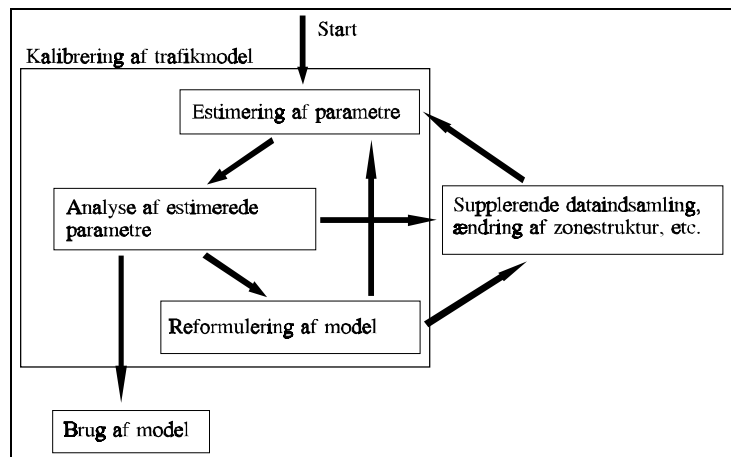 Start
Kalibrering af trafikmodel
Estimering af parametre
Analyse af estimerede
parametre
Supplerende dataindsamling,
ændring af zonestruktur, etc.
Reformulering af model
Brug af model